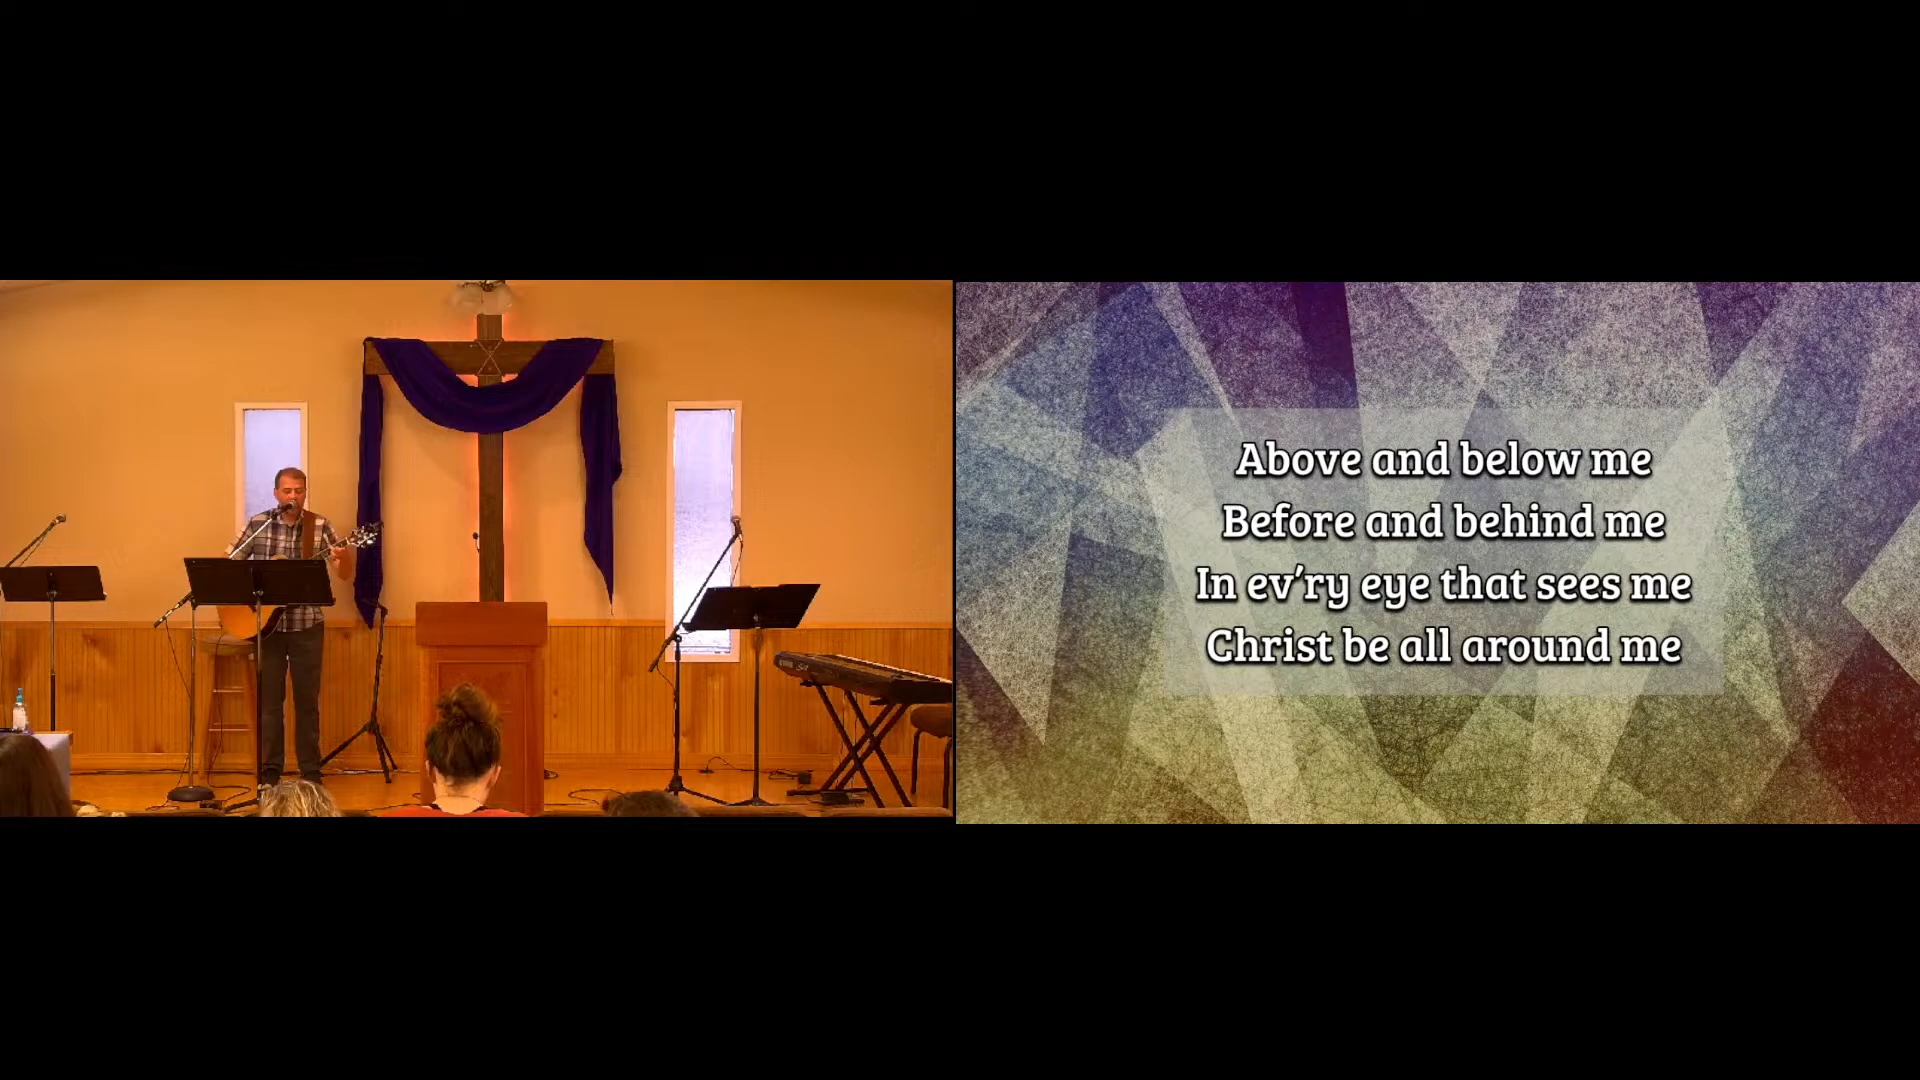 Above and below me
Before and behind me
In ev’ry eye that sees me
Christ be all around me